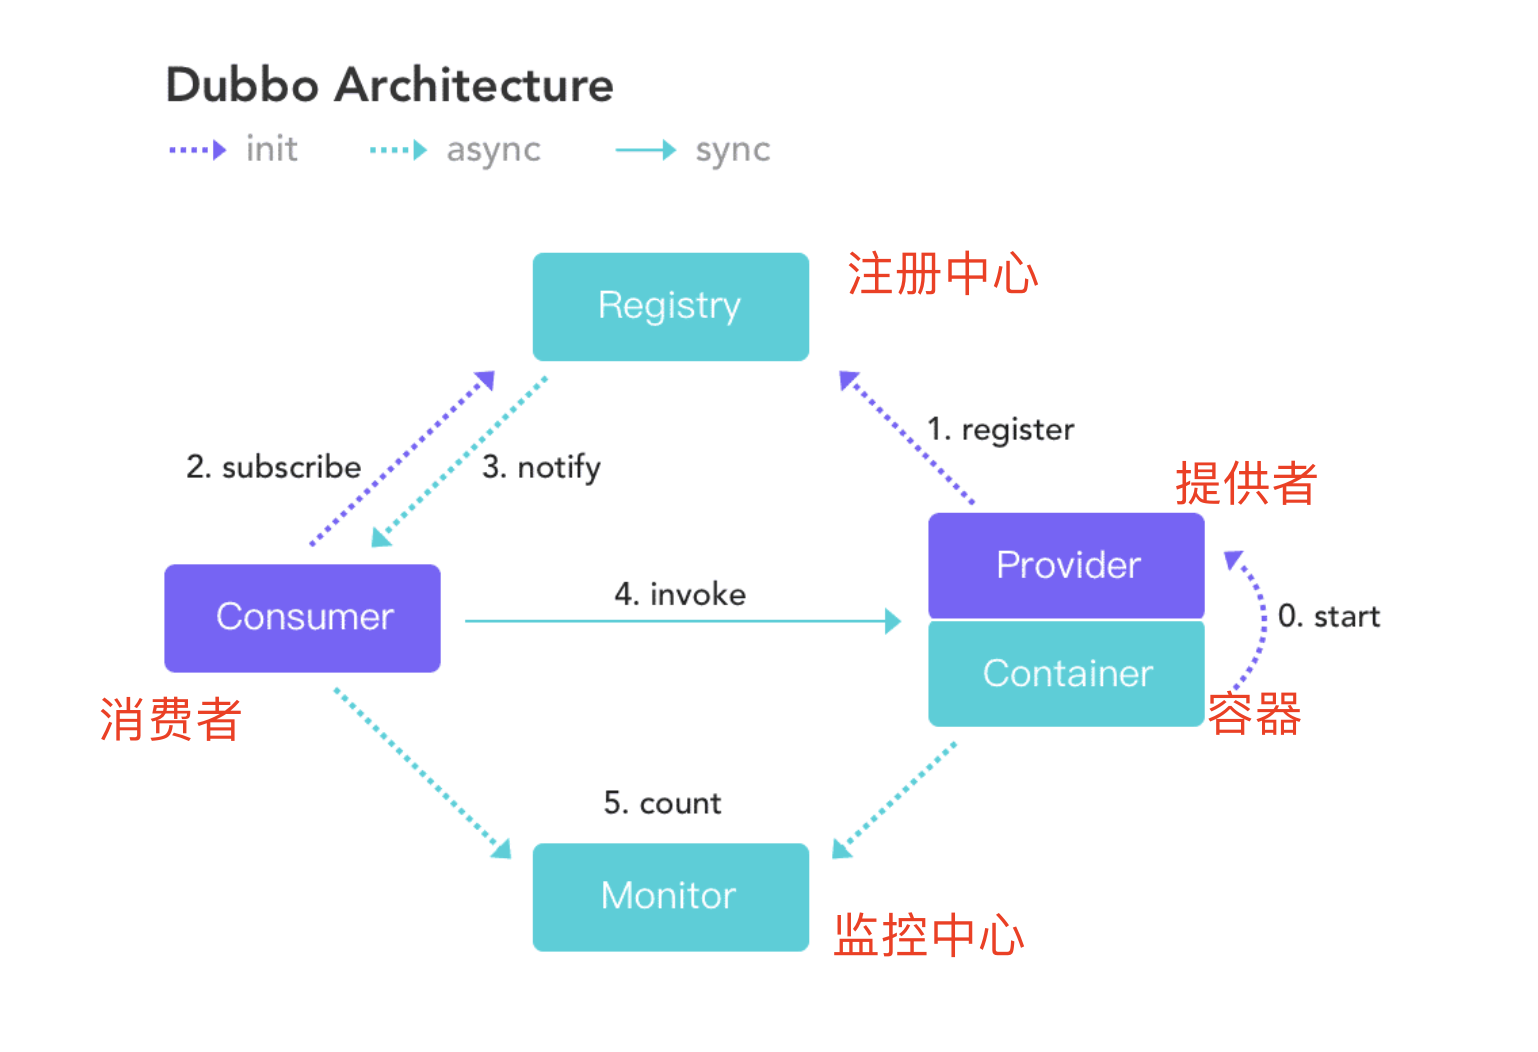 Dubbo Architecture
init async sync
Registry
注册中心
1. register
2. subscribe
3. notify
提供者
Provider
4. invoke
Consumer
0. start
Container
消费者
容器
5. count
Monitor
监控中心